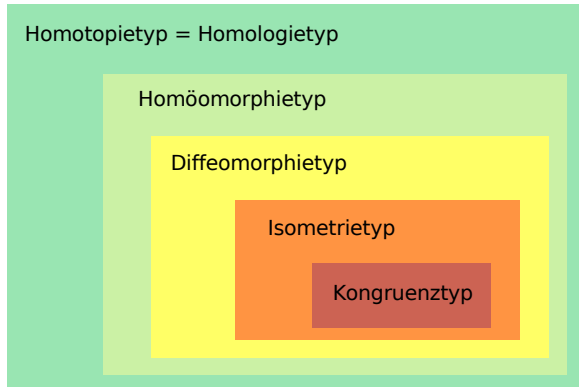 Homotopietyp = Homologietyp
Homöomorphietyp
Diffeomorphietyp
Isometrietyp
Kongruenztyp